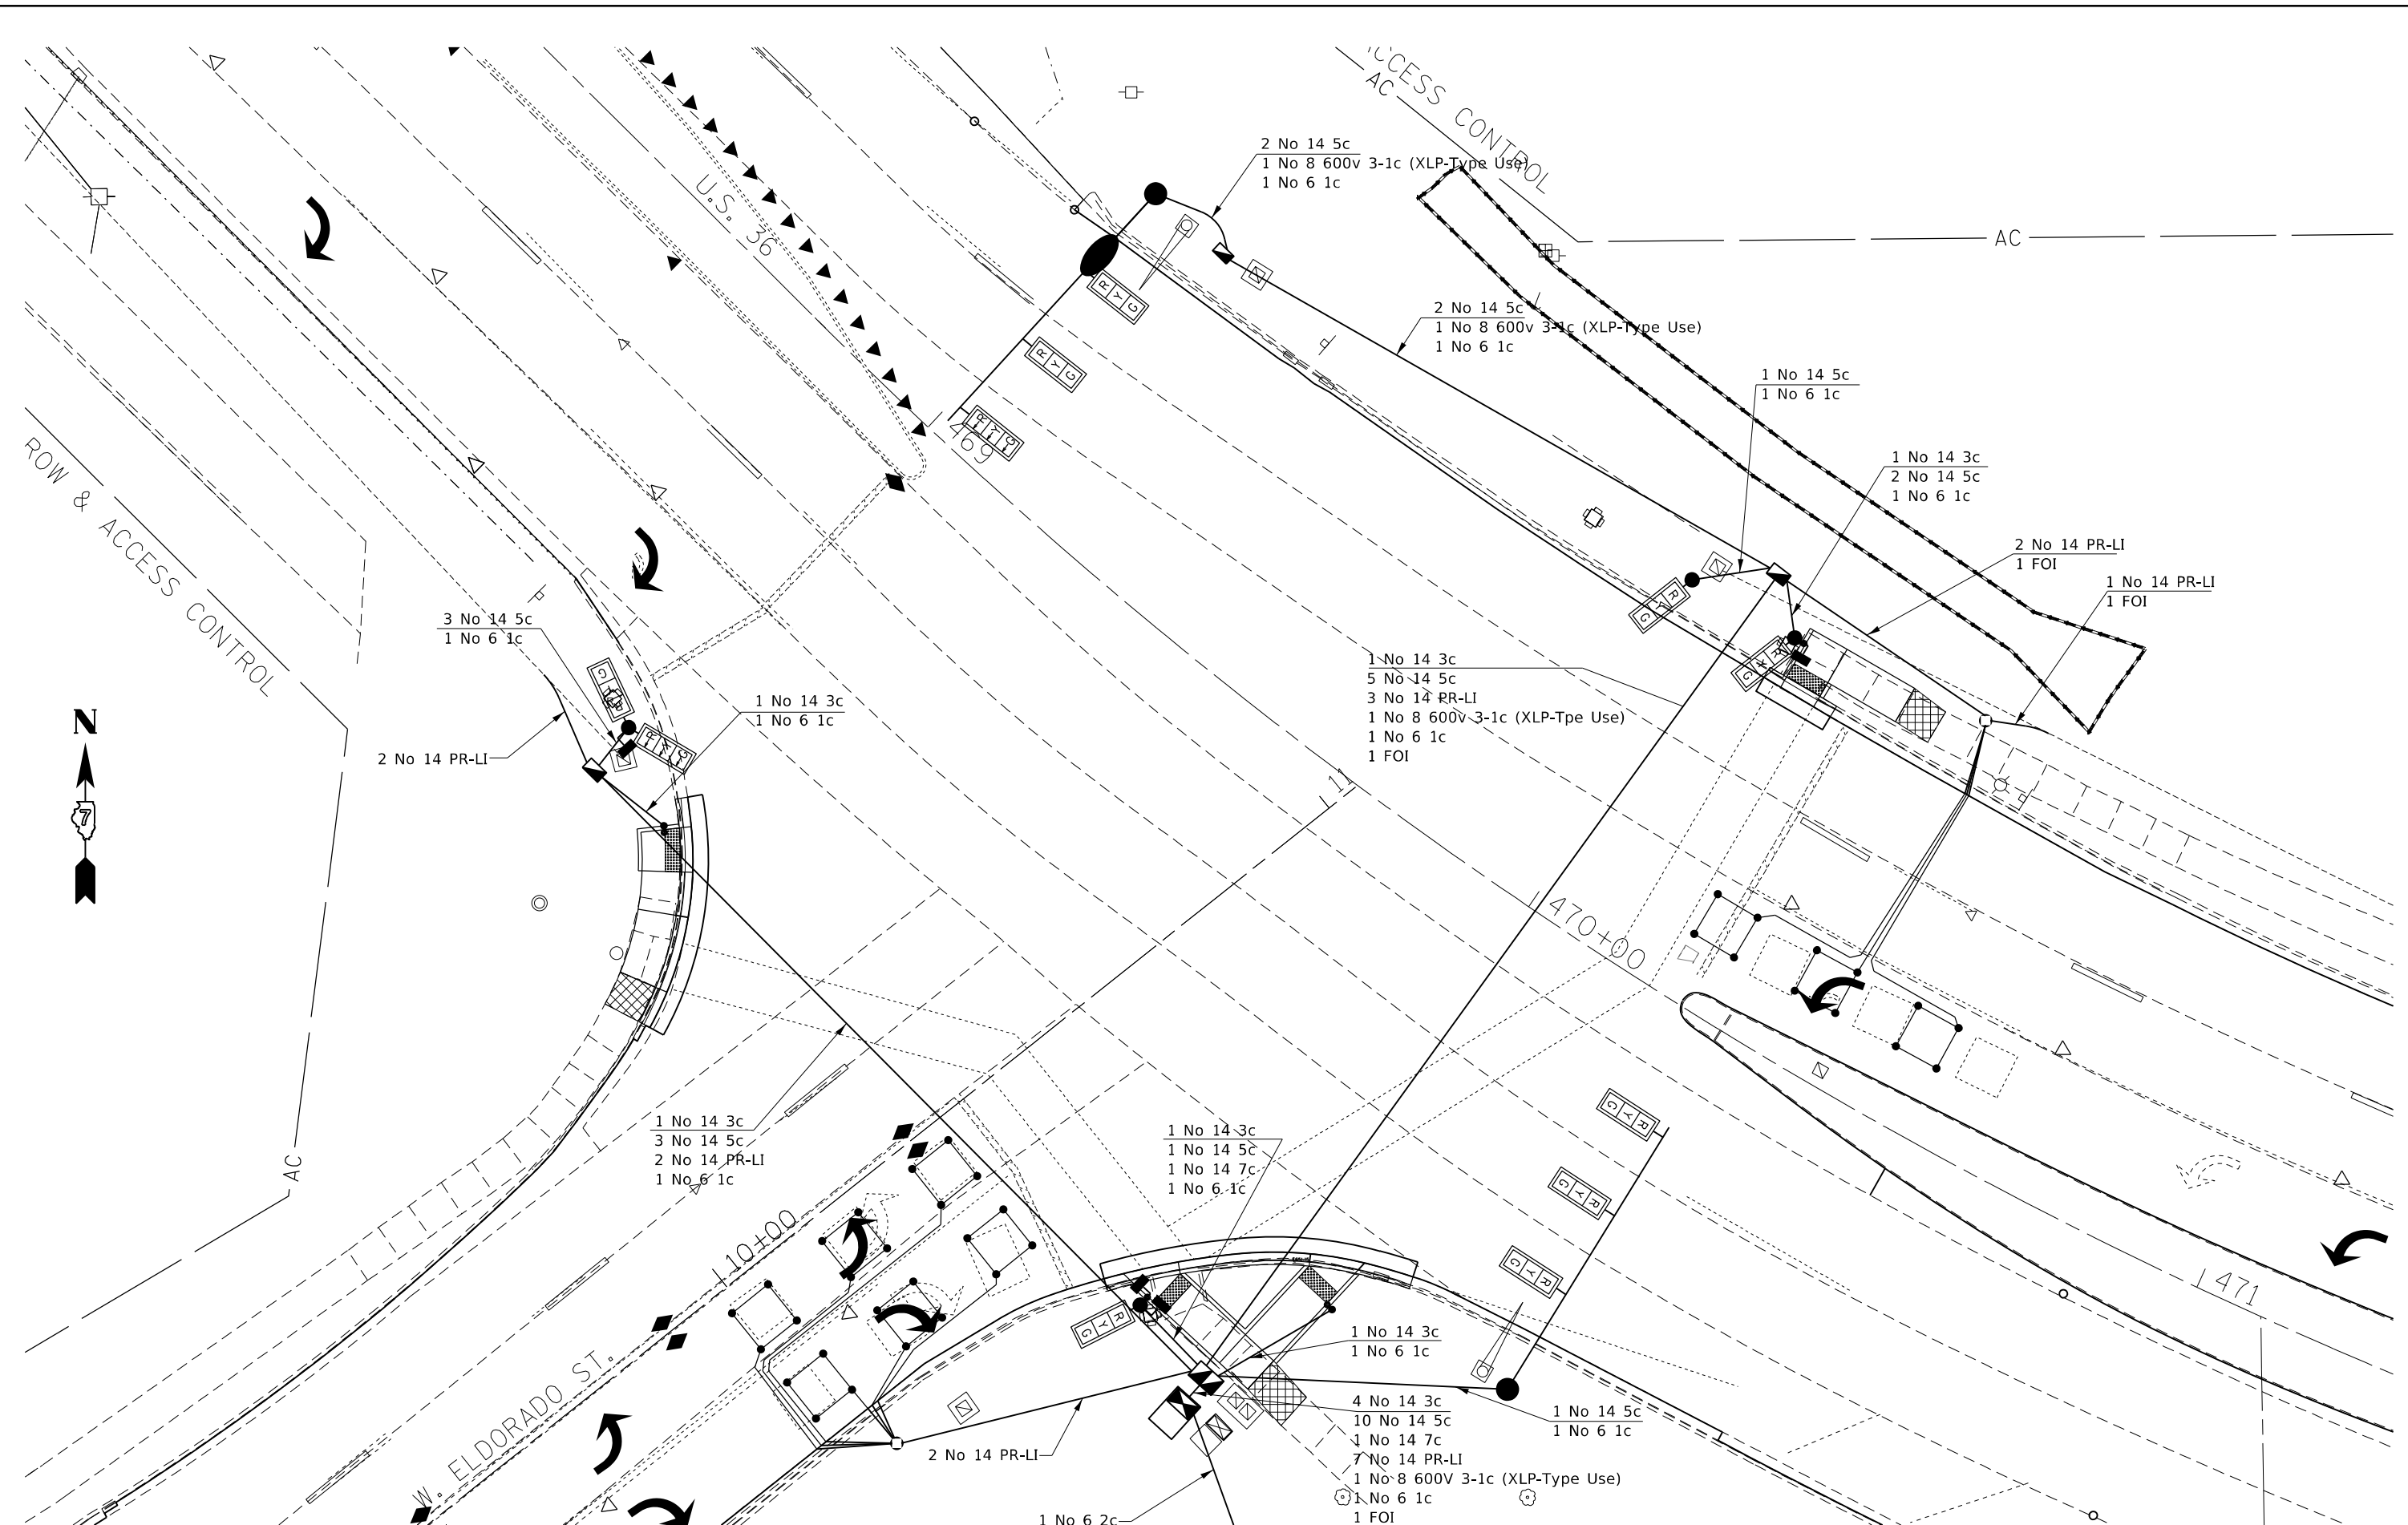 ACCESS CONTROL
AC
U.S. 36
2 No 14 5c
1 No 8 600v 3-1c (XLP-Type Use)
1 No 6 1c
AC
R Y G
2 No 14 5c
1 No 8 600v 3-1c (XLP-Type Use)
1 No 6 1c
R Y G
1 No 14 5c
1 No 6 1c
R Y G
469
ROW & ACCESS CONTROL
1 No 14 3c
2 No 14 5c
1 No 6 1c
2 No 14 PR-LI
1 FOI
1 No 14 PR-LI
1 FOI
R Y G
3 No 14 5c
1 No 6 1c
R Y G
1 No 14 3c
5 No 14 5c
3 No 14 PR-LI
1 No 8 600v 3-1c (XLP-Tpe Use)
1 No 6 1c
1 FOI
1 No 14 3c
1 No 6 1c
N
7
2 No 14 PR-LI
11
470+00
AC
1 No 14 3c
3 No 14 5c
2 No 14 PR-LI
1 No 6 1c
1 No 14 3c
1 No 14 5c
1 No 14 7c
1 No 6 1c
R Y G
R Y G
R Y G
10+00
471
R Y G
W. ELDORADO ST.
1 No 14 3c
1 No 6 1c
4 No 14 3c
10 No 14 5c
1 No 14 7c
7 No 14 PR-LI
1 No 8 600V 3-1c (XLP-Type Use)
1 No 6 1c
1 FOI
1 No 14 5c
1 No 6 1c
2 No 14 PR-LI
1 No 6 2c